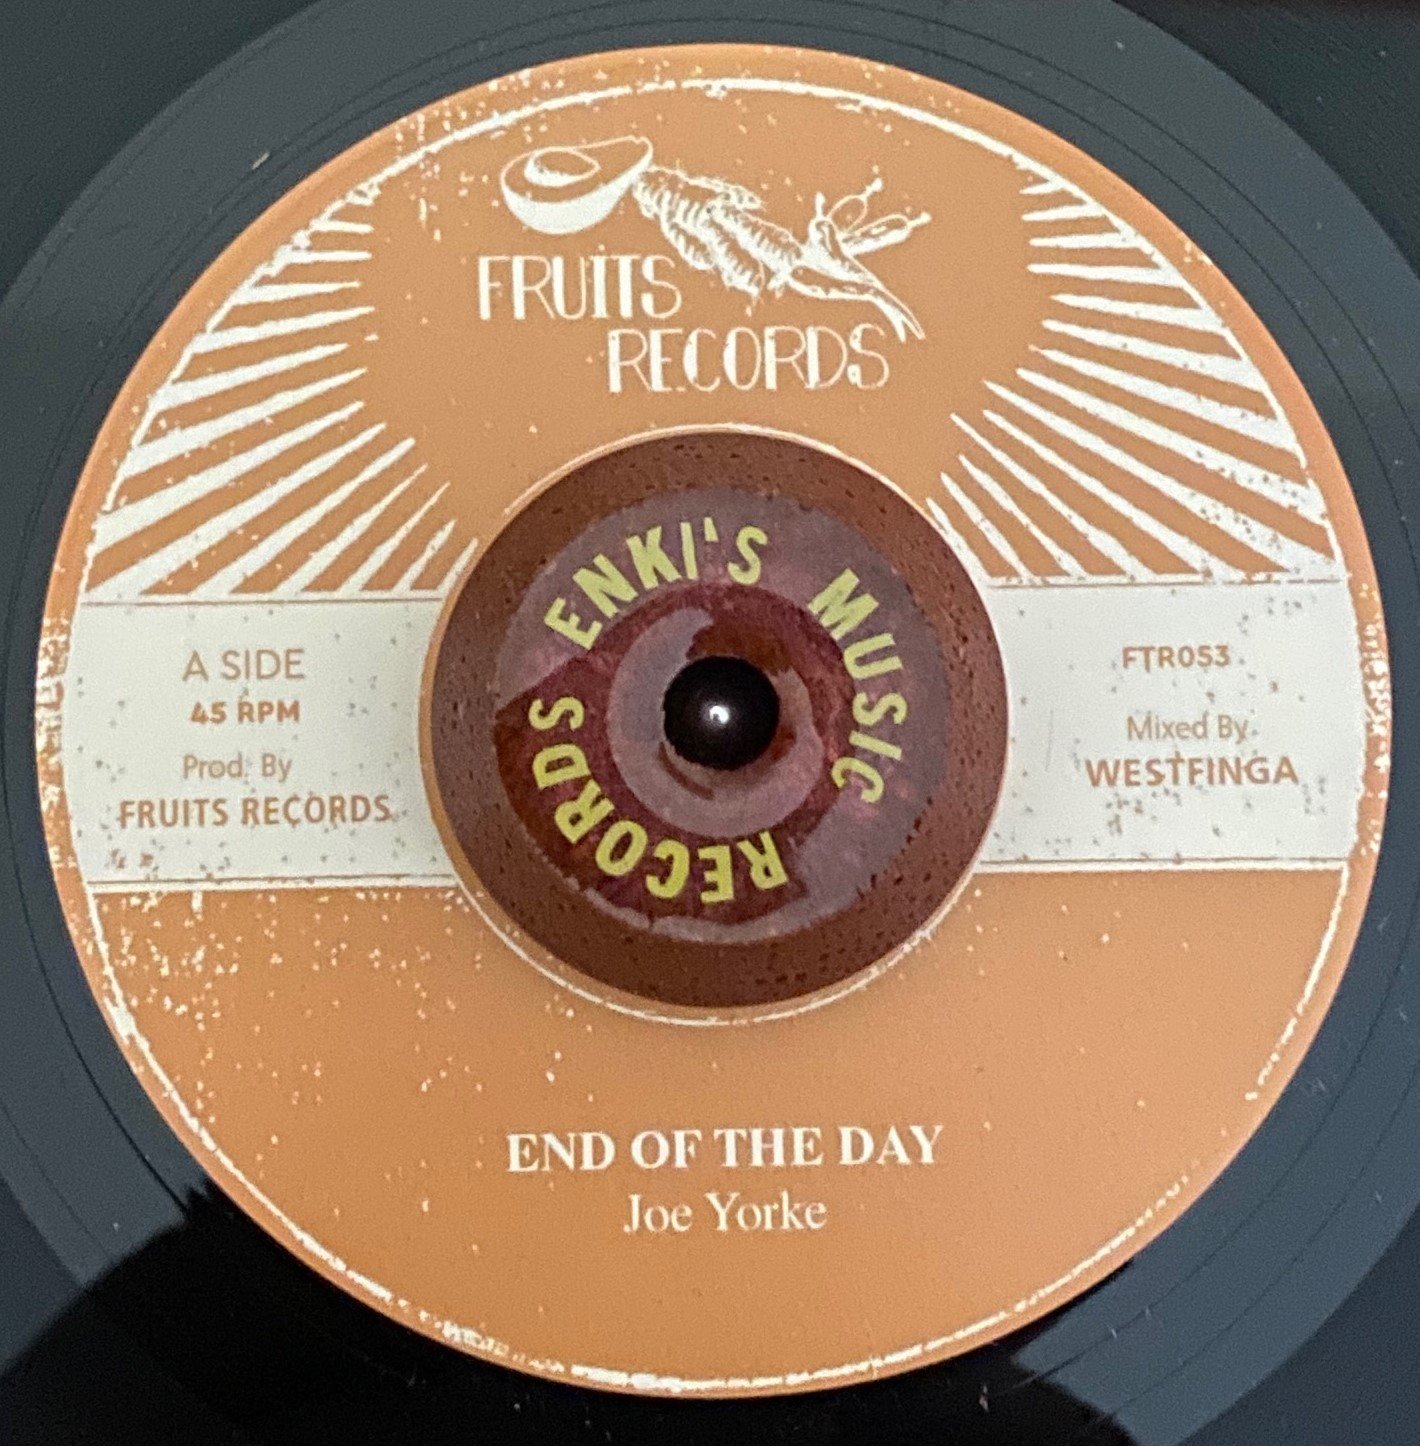 FRUITS
RECORDS
A SIDE
45 RPM
Prod. By
FRUITS RECORDS
ENKI'S MUSIC RECORDS
FTR053
Mixed By
WESTFINGA
END OF THE DAY
Joe Yorke